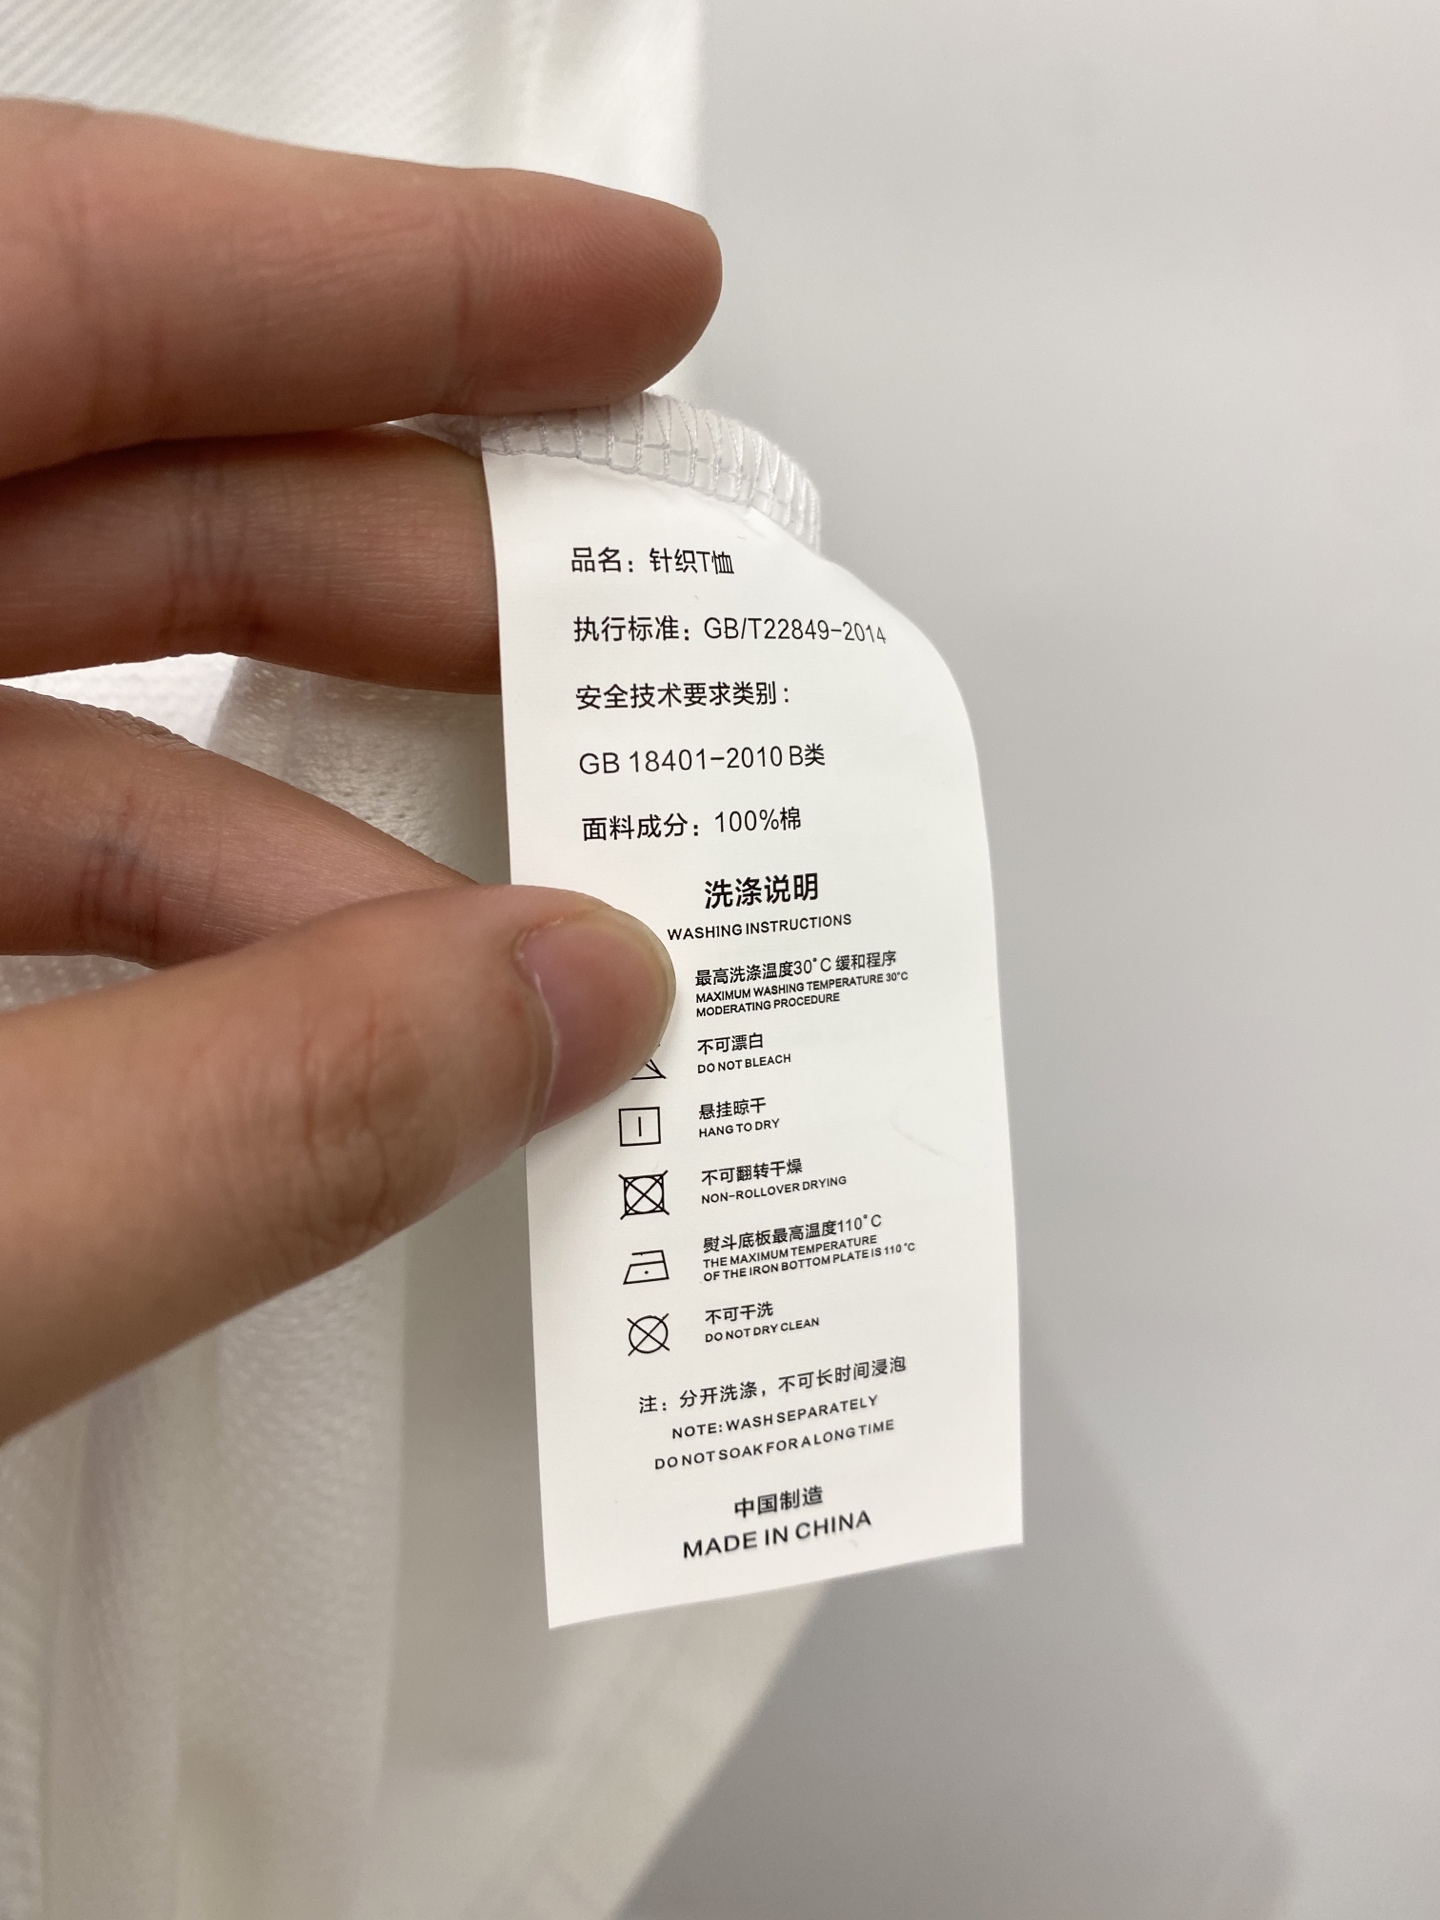 品名：针织T恤
执行标准：GB/T22849-2014
安全技术要求类别：
GB 18401-2010 B类
面料成分：100%棉
洗涤说明
WASHING INSTRUCTIONS
最高洗涤温度30°C 缓和程序
MAXIMUM WASHING TEMPERATURE 30°C
MODERATING PROCEDURE
不可漂白
DO NOT BLEACH
悬挂晾干
HANG TO DRY
不可翻转干燥
NON-ROLLOVER DRYING
熨斗底板最高温度110°C
THE MAXIMUM TEMPERATURE
OF THE IRON BOTTOM PLATE IS 110°C
不可干洗
DO NOT DRY CLEAN
注：分开洗涤，不可长时间浸泡
NOTE: WASH SEPARATELY
DO NOT SOAK FOR A LONG TIME
中国制造
MADE IN CHINA